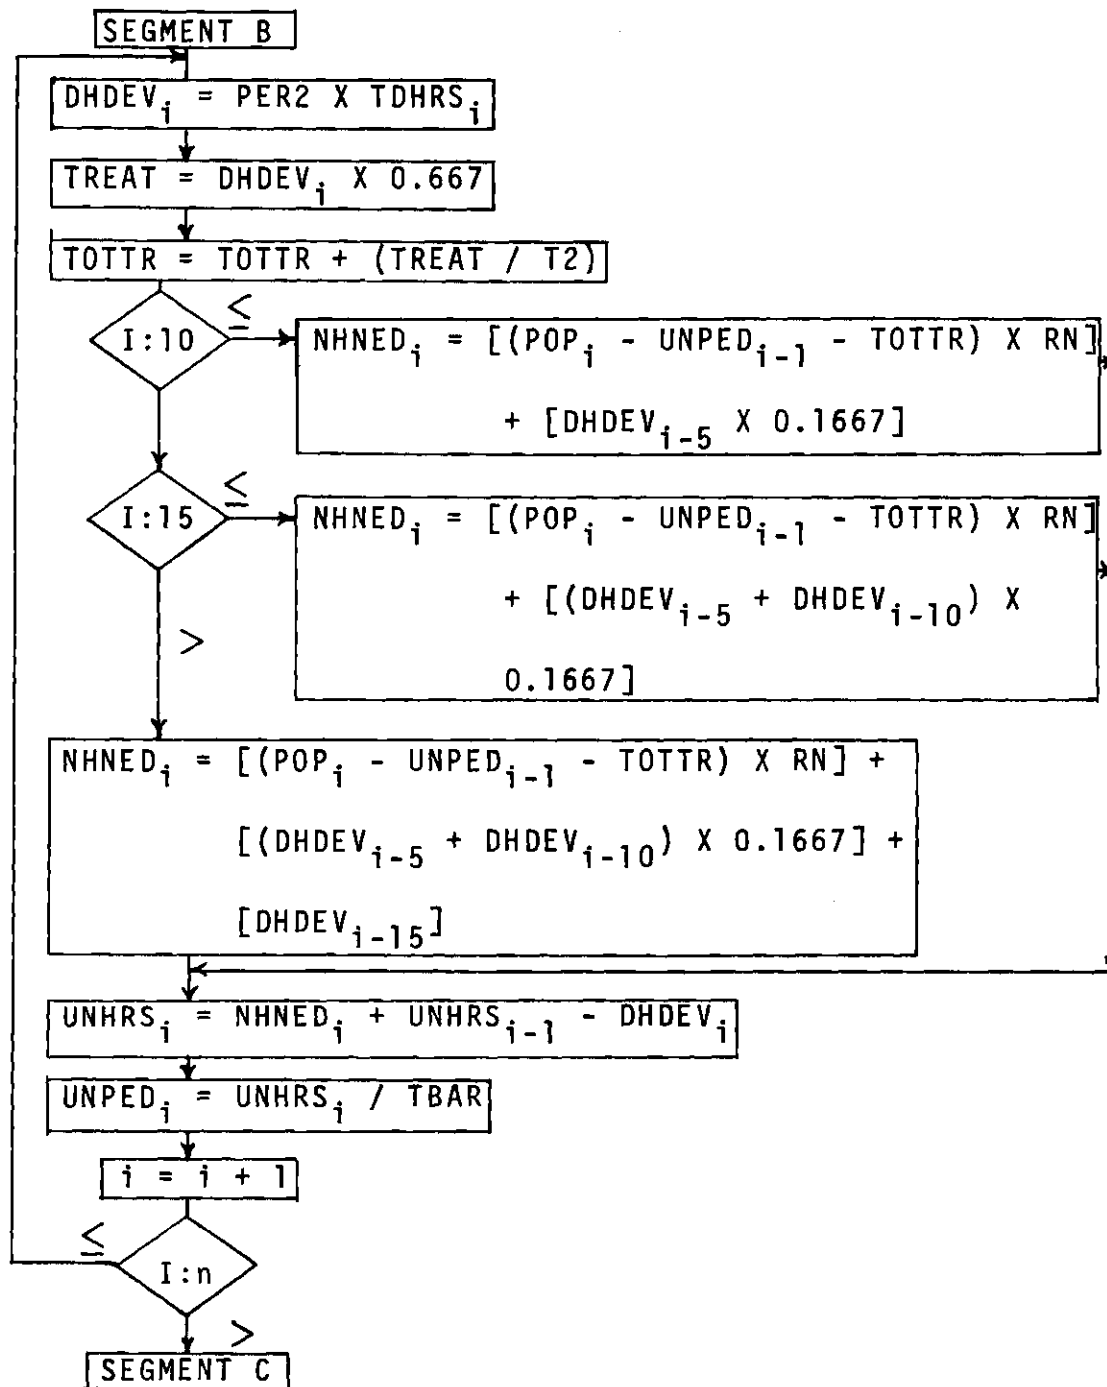 SEGMENT B
DHDEVᵢ = PER2 X TDHRSᵢ
TREAT = DHDEVᵢ X 0.667
TOTTR = TOTTR + (TREAT / T2)
I:10
≤
NHNEDᵢ = [(POPᵢ - UNPEDᵢ₋₁ - TOTTR) X RN]
+ [DHDEVᵢ₋₅ X 0.1667]
I:15
≤
NHNEDᵢ = [(POPᵢ - UNPEDᵢ₋₁ - TOTTR) X RN]
+ [(DHDEVᵢ₋₅ + DHDEVᵢ₋₁₀) X
0.1667]
>
NHNEDᵢ = [(POPᵢ - UNPEDᵢ₋₁ - TOTTR) X RN] +
[(DHDEVᵢ₋₅ + DHDEVᵢ₋₁₀) X 0.1667] +
[DHDEVᵢ₋₁₅]
UNHRSᵢ = NHNEDᵢ + UNHRSᵢ₋₁ - DHDEVᵢ
UNPEDᵢ = UNHRSᵢ / TBAR
i = i + 1
≤
I:n
>
SEGMENT C